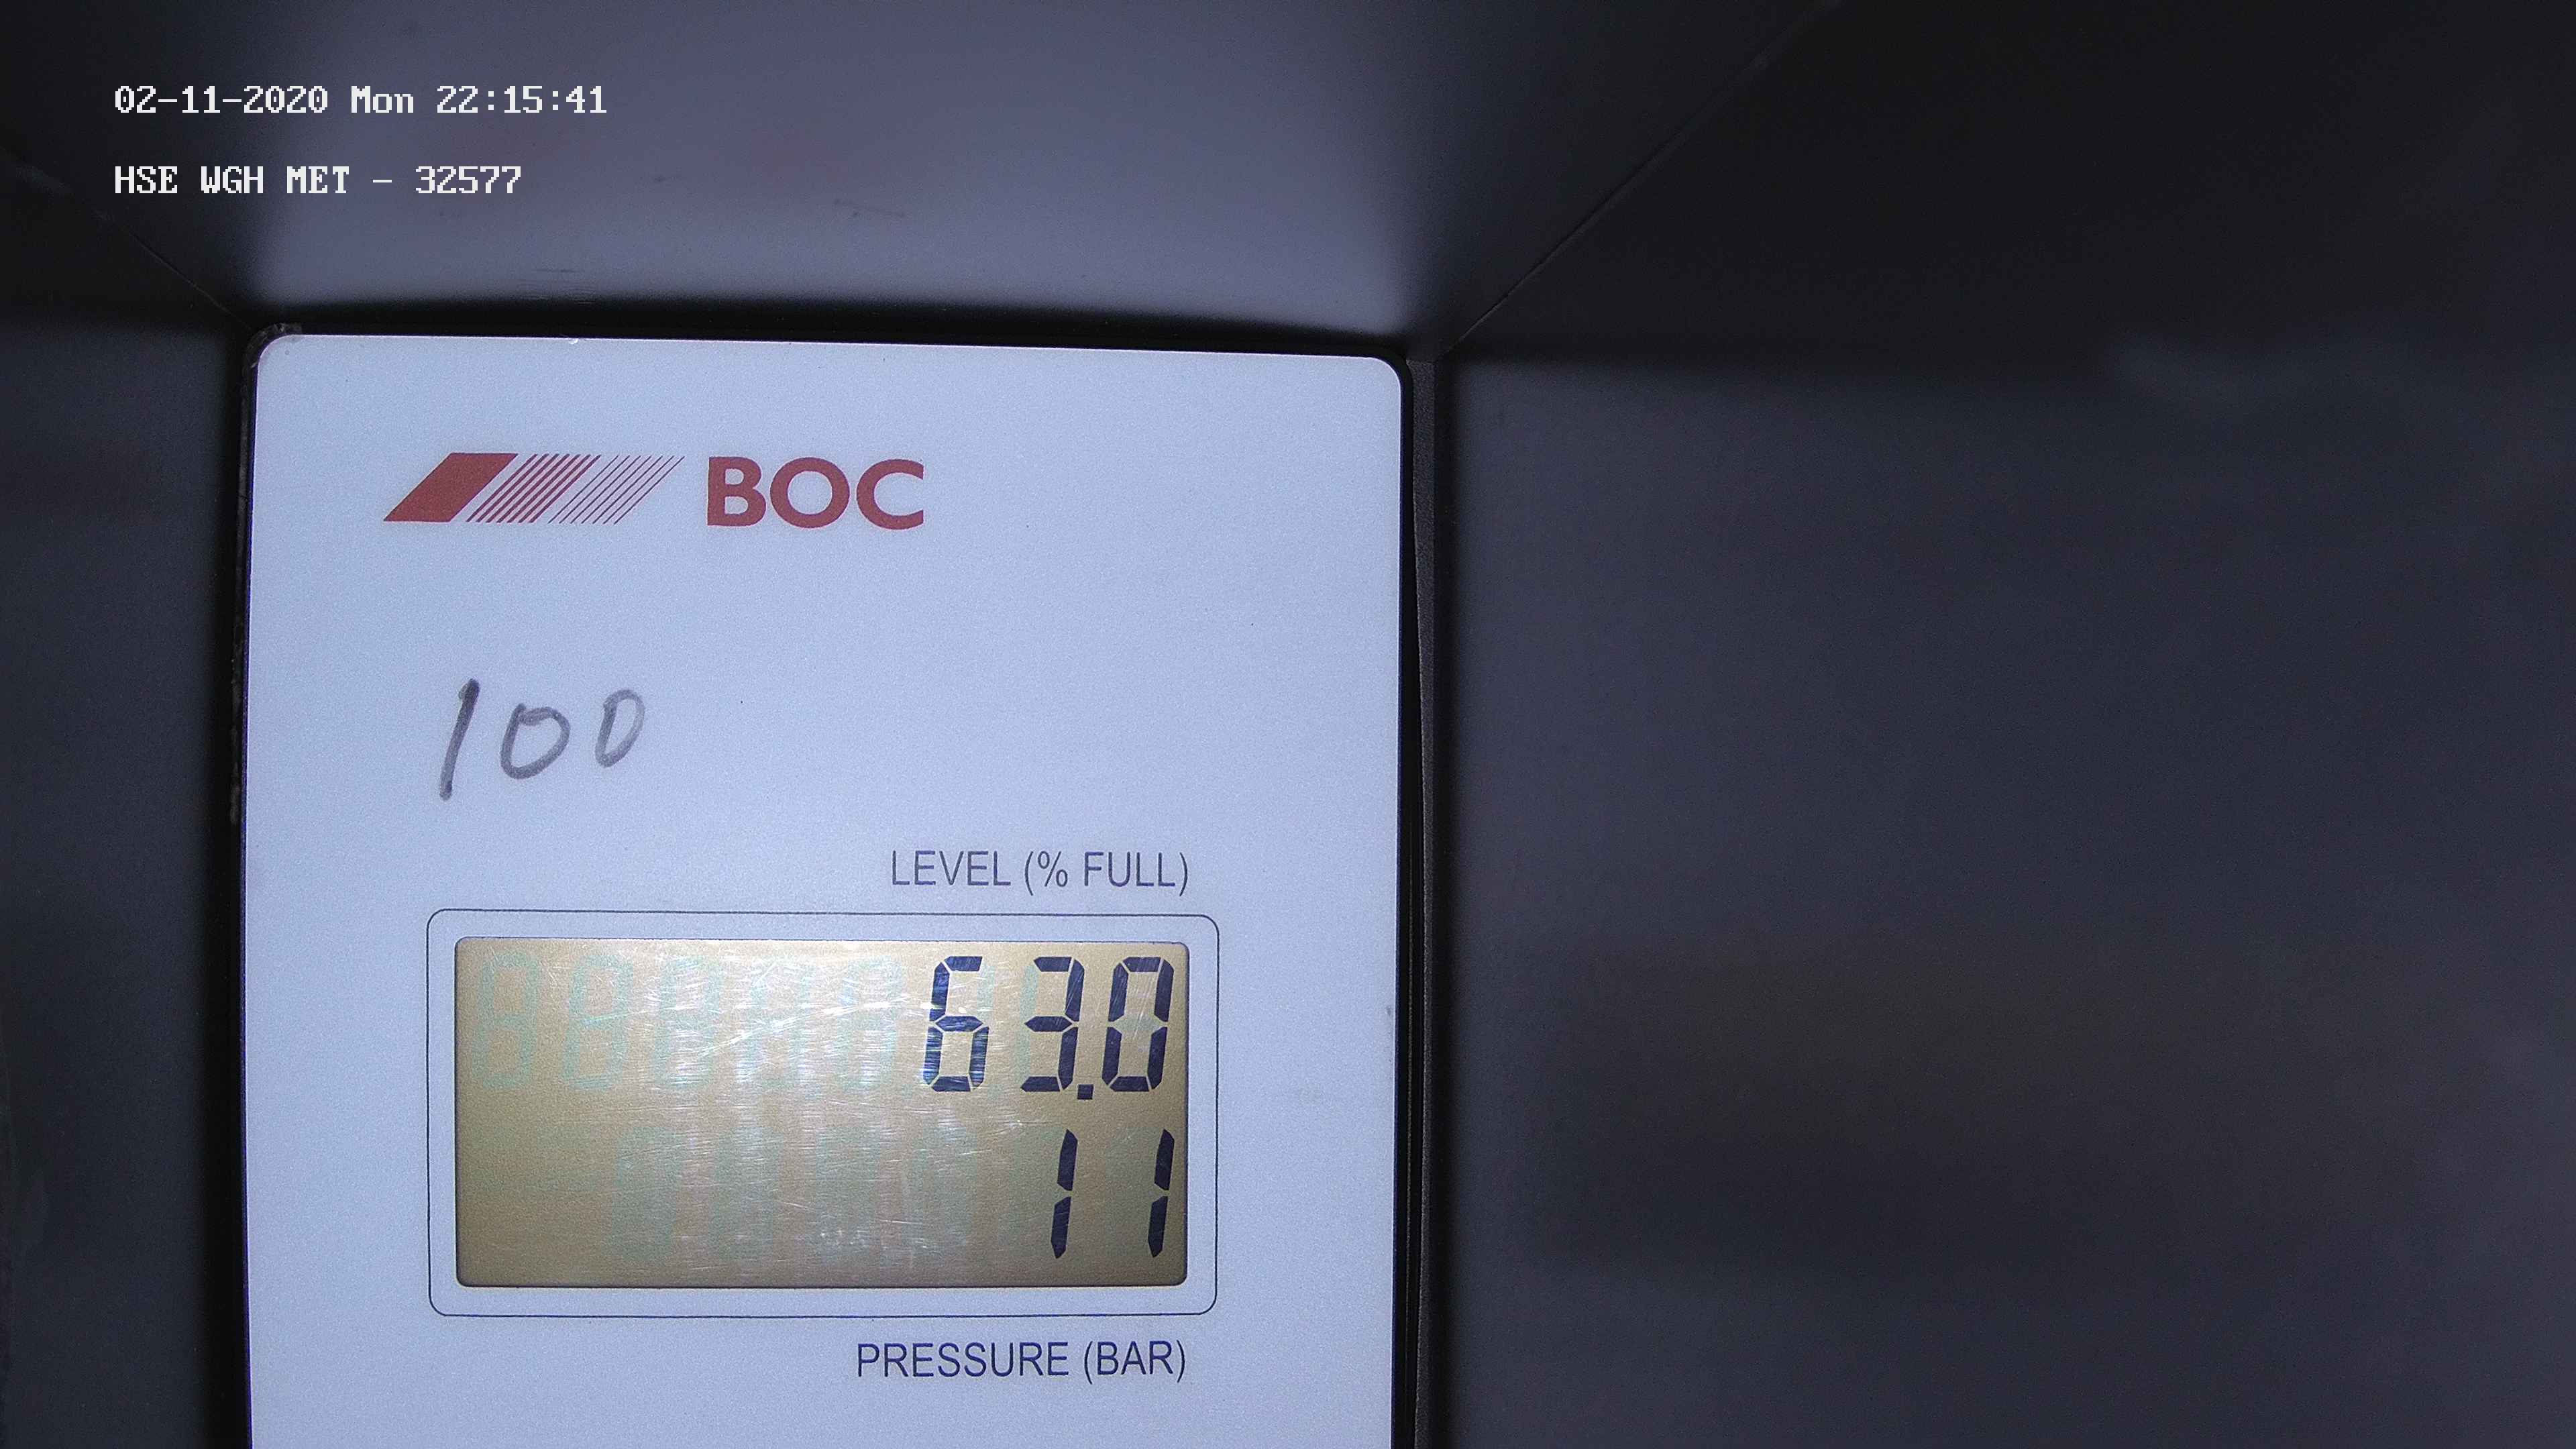 02-11-2020 Mon 22:15:41
HSE WGH MET - 32577
BOC
100
LEVEL (% FULL)
63.0
11
PRESSURE (BAR)